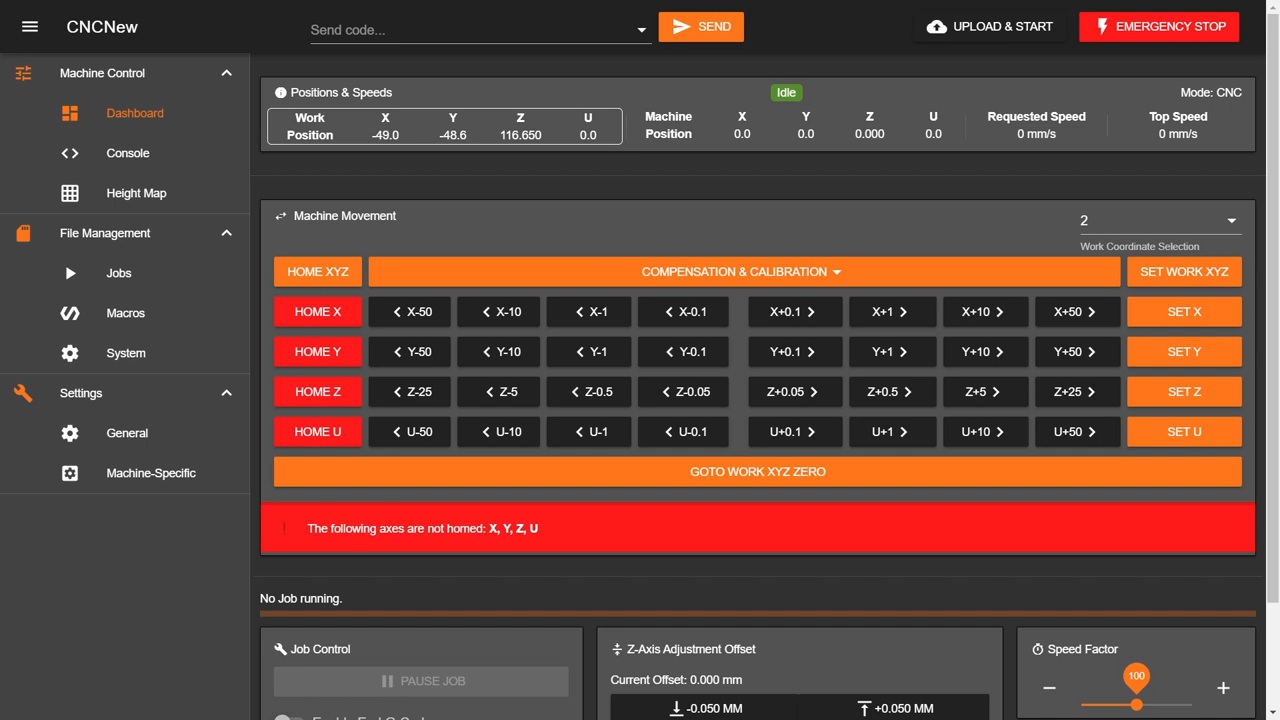 CNCNew
Send code...
SEND
UPLOAD & START
EMERGENCY STOP
Machine Control
Dashboard
Console
Height Map
File Management
Jobs
Macros
System
Settings
General
Machine-Specific
Positions & Speeds
Idle
Mode: CNC
Work Position X Y Z U
-49.0 -48.6 116.650 0.0
Machine Position X Y Z U
0.0 0.0 0.000 0.0
Requested Speed
0 mm/s
Top Speed
0 mm/s
Machine Movement
2
Work Coordinate Selection
HOME XYZ COMPENSATION & CALIBRATION SET WORK XYZ
HOME X X-50 X-10 X-1 X-0.1 X+0.1 X+1 X+10 X+50 SET X
HOME Y Y-50 Y-10 Y-1 Y-0.1 Y+0.1 Y+1 Y+10 Y+50 SET Y
HOME Z Z-25 Z-5 Z-0.5 Z-0.05 Z+0.05 Z+0.5 Z+5 Z+25 SET Z
HOME U U-50 U-10 U-1 U-0.1 U+0.1 U+1 U+10 U+50 SET U
GOTO WORK XYZ ZERO
The following axes are not homed: X, Y, Z, U
No Job running.
Job Control
PAUSE JOB
Z-Axis Adjustment Offset
Current Offset: 0.000 mm
-0.050 MM +0.050 MM
Speed Factor
100